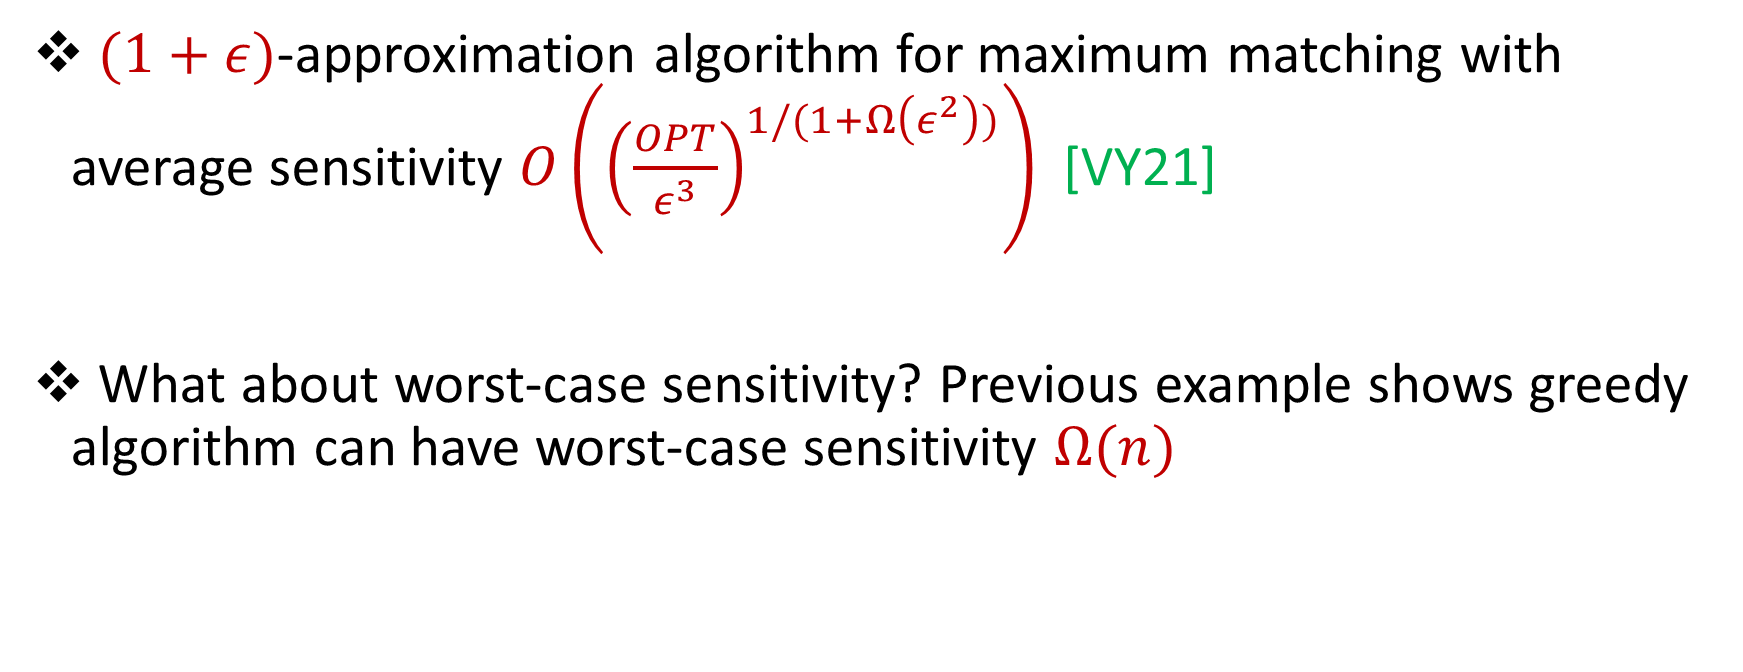 ❖ (1 + ϵ)-approximation algorithm for maximum matching with
average sensitivity O((OPT/ϵ³)^{1/(1+Ω(ϵ²))}) [VY21]
❖ What about worst-case sensitivity? Previous example shows greedy
algorithm can have worst-case sensitivity Ω(n)